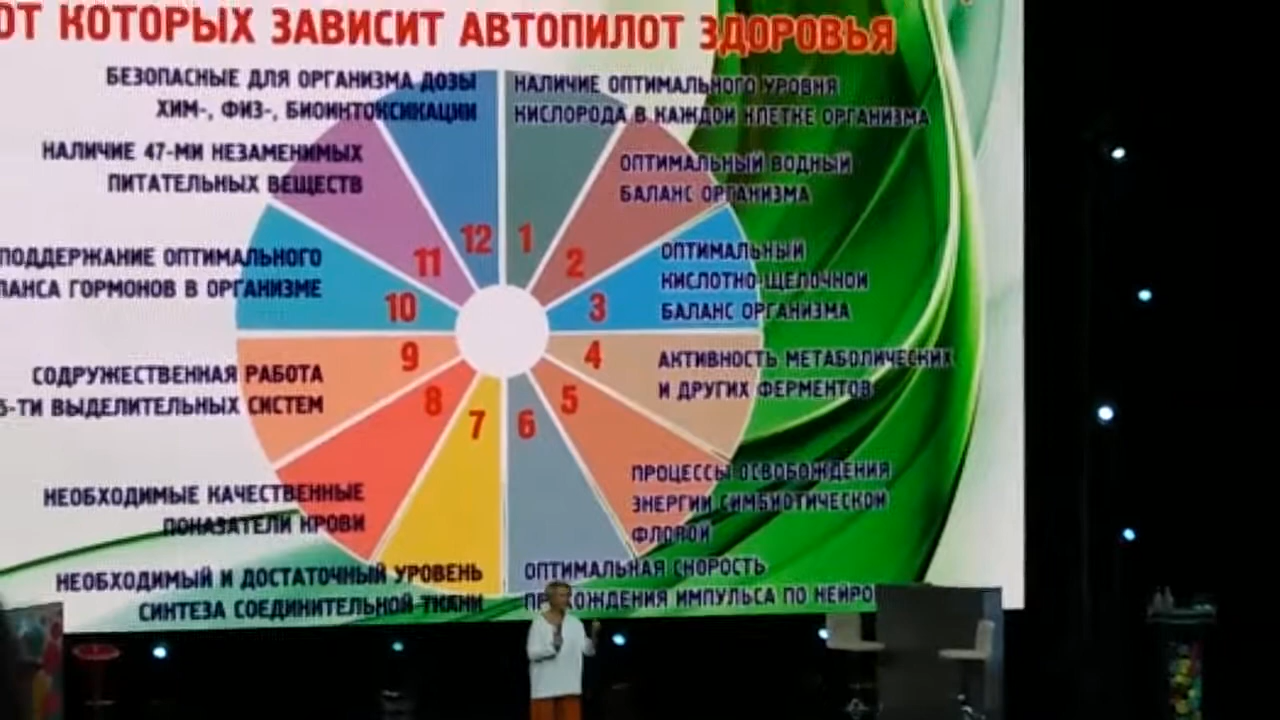 ОТ КОТОРЫХ ЗАВИСИТ АВТОПИЛОТ ЗДОРОВЬЯ
БЕЗОПАСНЫЕ ДЛЯ ОРГАНИЗМА ДОЗЫ
ХИМ-, ФИЗ-, БИОИНТОКСИКАЦИИ
НАЛИЧИЕ ОПТИМАЛЬНОГО УРОВНЯ
КИСЛОРОДА В КАЖДОЙ КЛЕТКЕ ОРГАНИЗМА
НАЛИЧИЕ 47-МИ НЕЗАМЕНИМЫХ
ПИТАТЕЛЬНЫХ ВЕЩЕСТВ
ОПТИМАЛЬНЫЙ ВОДНЫЙ
БАЛАНС ОРГАНИЗМА
ПОДДЕРЖАНИЕ ОПТИМАЛЬНОГО
ЛАНСА ГОРМОНОВ В ОРГАНИЗМЕ
ОПТИМАЛЬНЫЙ
КИСЛОТНО-ЩЕЛОЧНОЙ
БАЛАНС ОРГАНИЗМА
12 1
11 2
10 3
9 4
8 5
7 6
СОДРУЖЕСТВЕННАЯ РАБОТА
5-ТИ ВЫДЕЛИТЕЛЬНЫХ СИСТЕМ
АКТИВНОСТЬ МЕТАБОЛИЧЕСКИХ
И ДРУГИХ ФЕРМЕНТОВ
НЕОБХОДИМЫЕ КАЧЕСТВЕННЫЕ
ПОКАЗАТЕЛИ КРОВИ
ПРОЦЕССЫ ОСВОБОЖДЕНИЯ
ЭНЕРГИИ СИМБИОТИЧЕСКОЙ
ФЛОРОЙ
НЕОБХОДИМЫЙ И ДОСТАТОЧНЫЙ УРОВЕНЬ
СИНТЕЗА СОЕДИНИТЕЛЬНОЙ ТКАНИ
ОПТИМАЛЬНАЯ СКОРОСТЬ
ПРОХОЖДЕНИЯ ИМПУЛЬСА ПО НЕЙРО